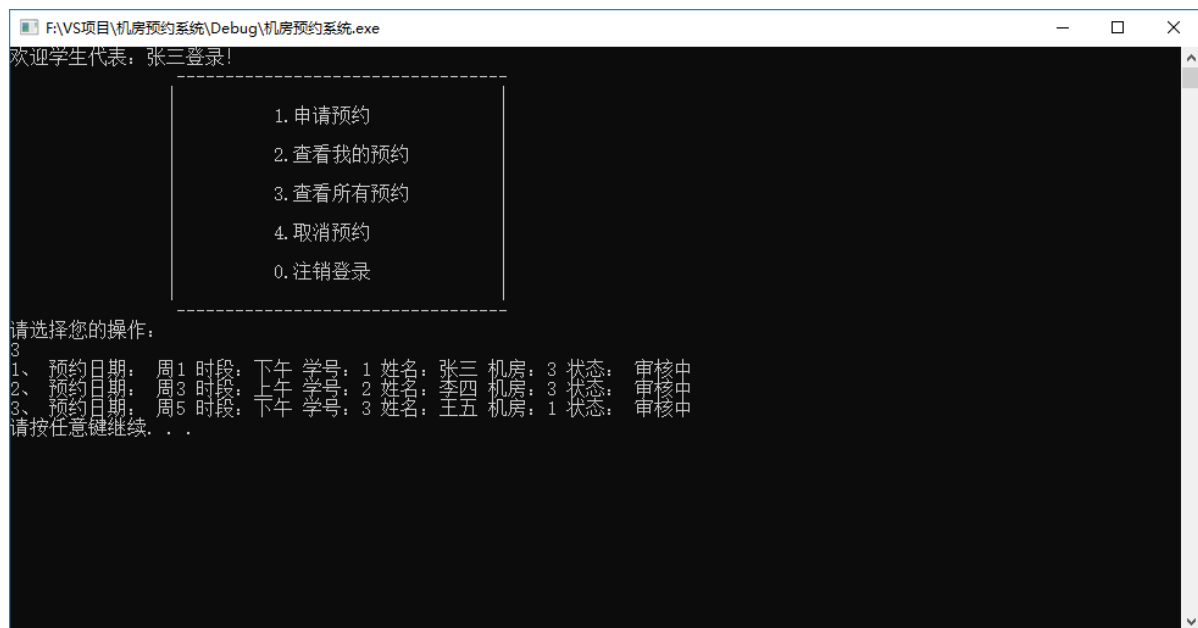 F:\VS项目\机房预约系统\Debug\机房预约系统.exe
欢迎学生代表：张三登录！
----------------------------------
1.申请预约
2.查看我的预约
3.查看所有预约
4.取消预约
0.注销登录
----------------------------------
请选择您的操作：
3
1、 预约日期： 周1 时段：下午 学号：1 姓名：张三 机房：3 状态： 审核中
2、 预约日期： 周3 时段：上午 学号：2 姓名：李四 机房：3 状态： 审核中
3、 预约日期： 周5 时段：下午 学号：3 姓名：王五 机房：1 状态： 审核中
请按任意键继续. . .